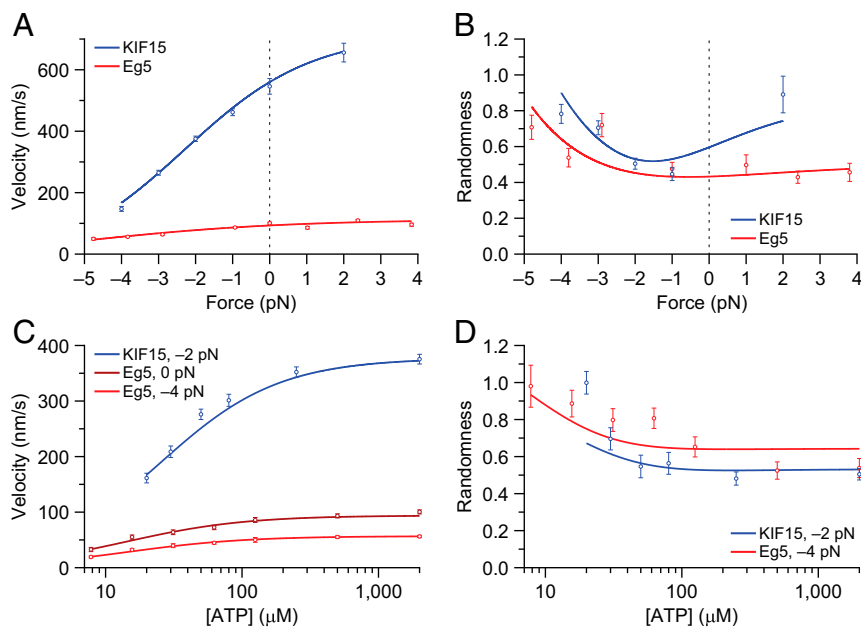 A
KIF15
Eg5
Velocity (nm/s)
600
400
200
0
–5 –4 –3 –2 –1 0 1 2 3 4
Force (pN)
B
Randomness
1.2
1.0
0.8
0.6
0.4
0.2
0.0
KIF15
Eg5
–5 –4 –3 –2 –1 0 1 2 3 4
Force (pN)
C
KIF15, –2 pN
Eg5, 0 pN
Eg5, –4 pN
Velocity (nm/s)
400
300
200
100
0
10 100 1,000
[ATP] (μM)
D
Randomness
1.2
1.0
0.8
0.6
0.4
0.2
0.0
KIF15, –2 pN
Eg5, –4 pN
10 100 1,000
[ATP] (μM)